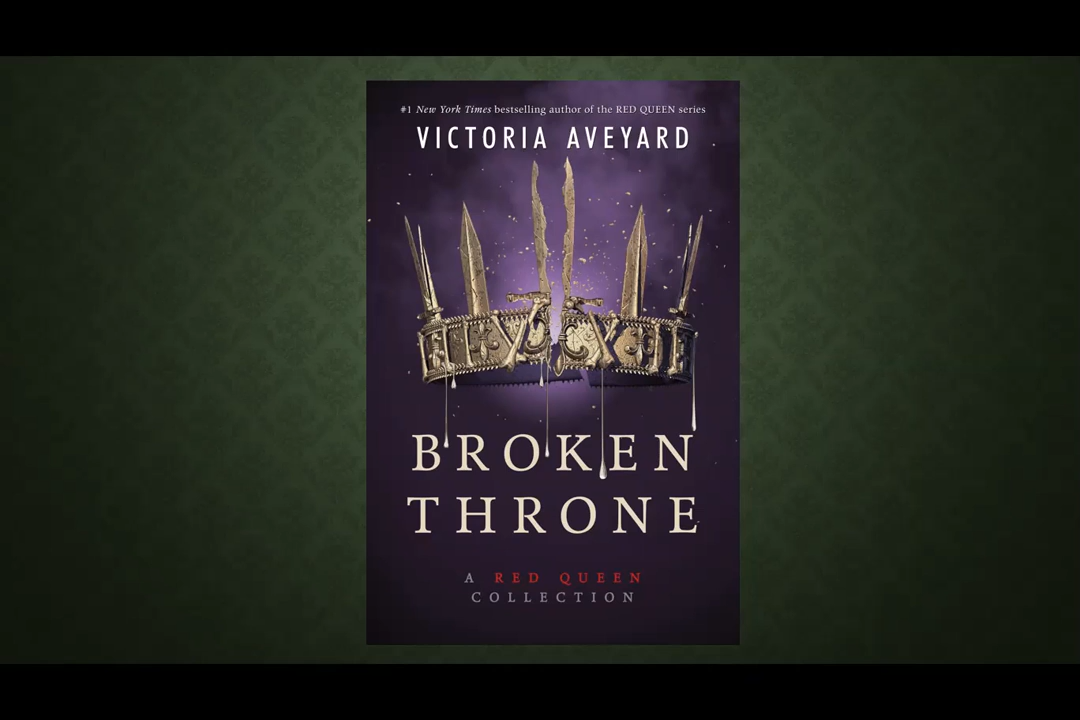 #1 New York Times bestselling author of the RED QUEEN series
VICTORIA AVEYARD
BROKEN
THRONE
A RED QUEEN
COLLECTION